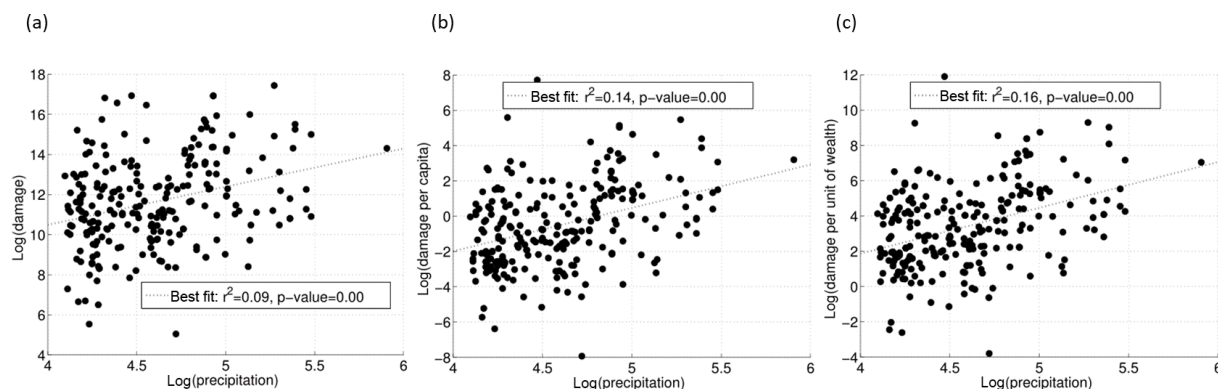 (a)
18
16
14
12
10
8
6
4
Log(damage)
Best fit: r²=0.09, p−value=0.00
4 4.5 5 5.5 6
Log(precipitation)
(b)
8
6
4
2
0
−2
−4
−6
−8
Log(damage per capita)
Best fit: r²=0.14, p−value=0.00
4 4.5 5 5.5 6
Log(precipitation)
(c)
12
10
8
6
4
2
0
−2
−4
Log(damage per unit of wealth)
Best fit: r²=0.16, p−value=0.00
4 4.5 5 5.5 6
Log(precipitation)